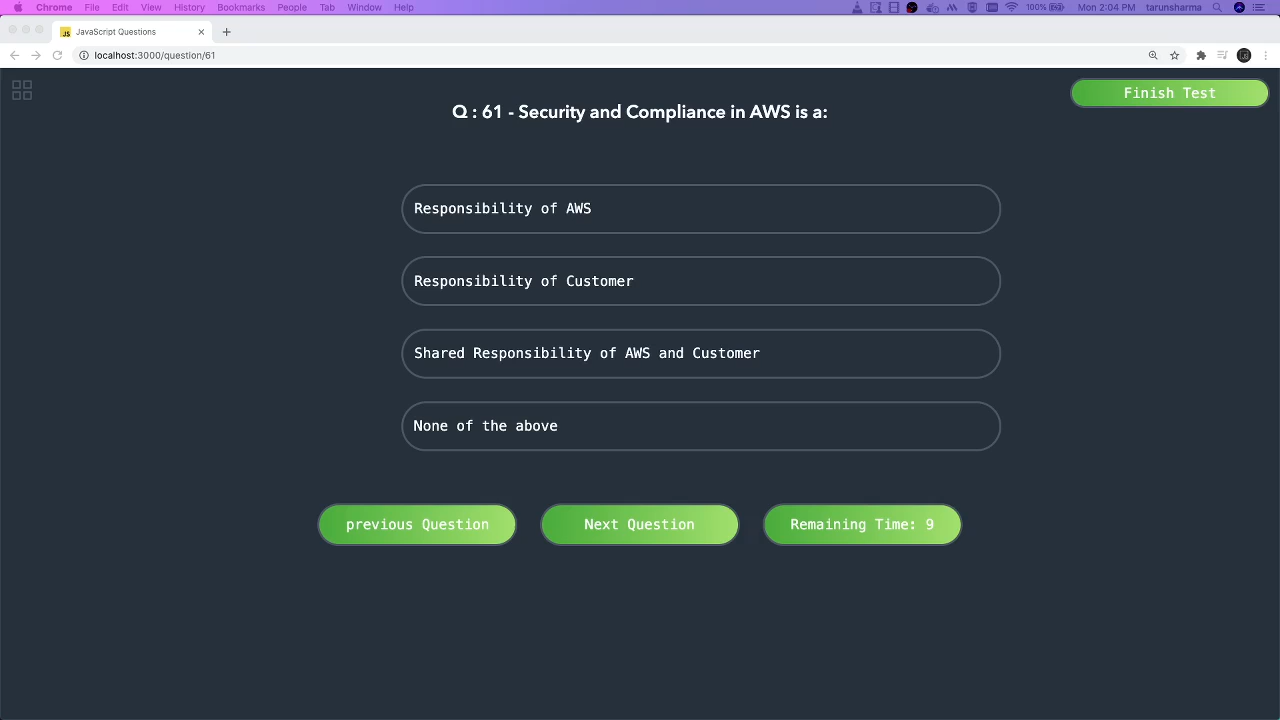 Chrome File Edit View History Bookmarks People Tab Window Help 100% Mon 2:04 PM tarunsharma
JS JavaScript Questions
localhost:3000/question/61
Finish Test
Q : 61 - Security and Compliance in AWS is a:
Responsibility of AWS
Responsibility of Customer
Shared Responsibility of AWS and Customer
None of the above
previous Question Next Question Remaining Time: 9